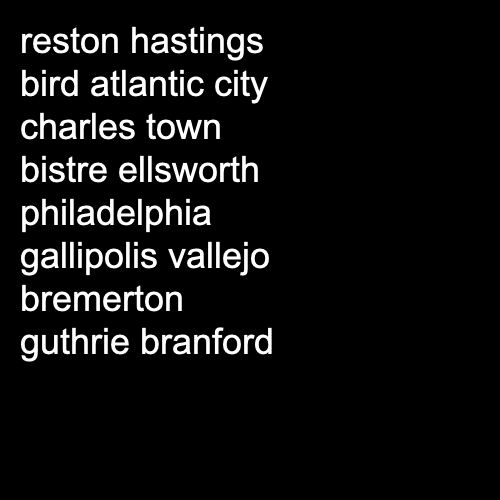 reston hastings
bird atlantic city
charles town
bistre ellsworth
philadelphia
gallipolis vallejo
bremerton
guthrie branford